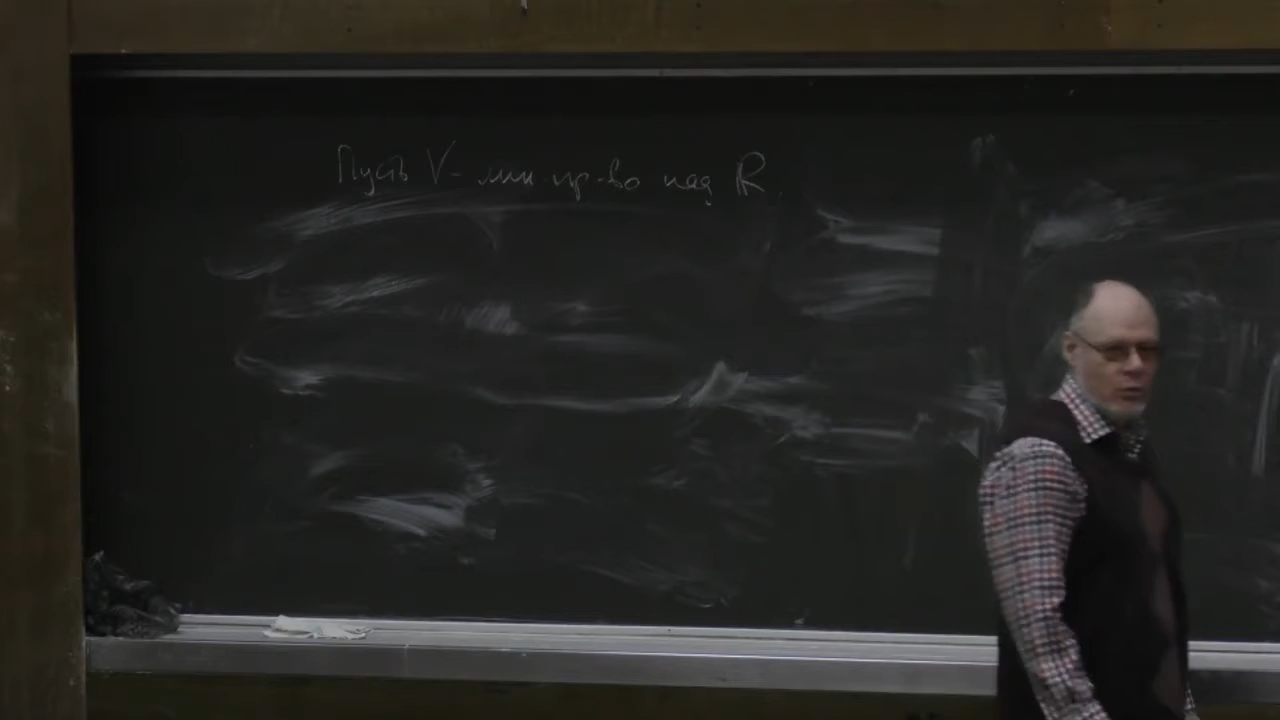 Пусть V - лин пр-во над R.